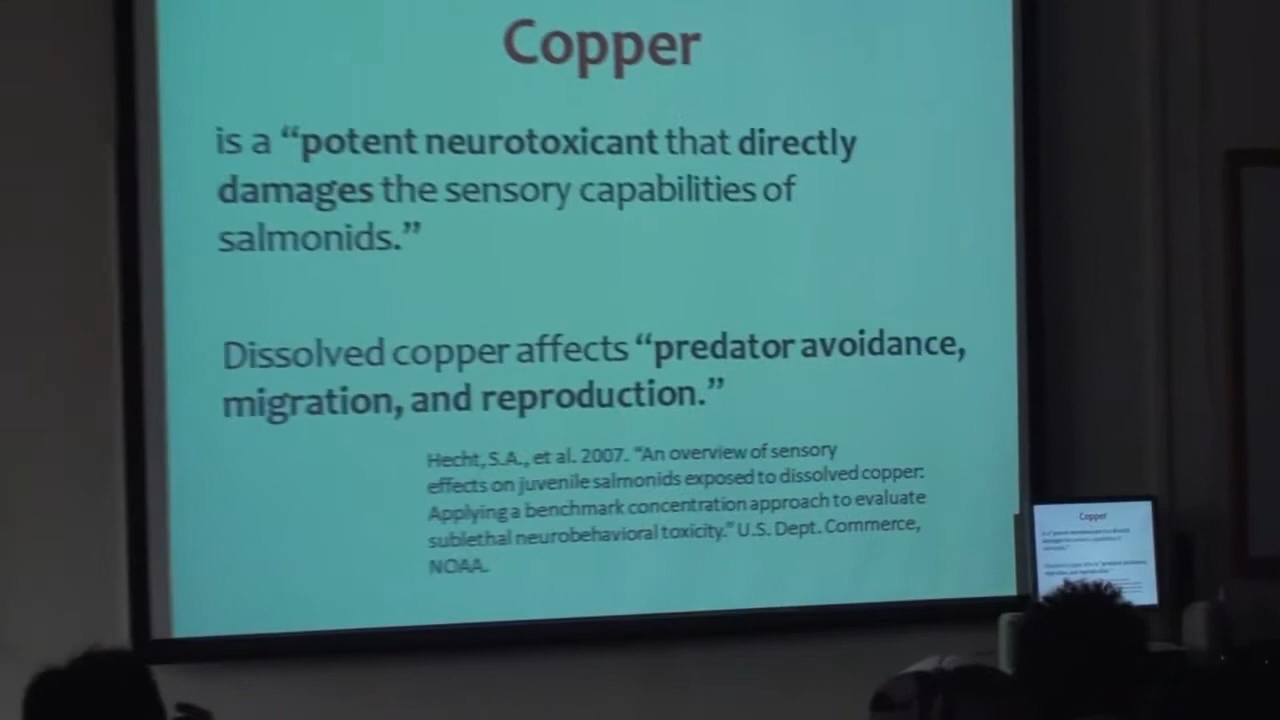 Copper
is a “potent neurotoxicant that directly
damages the sensory capabilities of
salmonids.”
Dissolved copper affects “predator avoidance,
migration, and reproduction.”
Hecht, S.A., et al. 2007. “An overview of sensory
effects on juvenile salmonids exposed to dissolved copper:
Applying a benchmark concentration approach to evaluate
sublethal neurobehavioral toxicity.” U.S. Dept. Commerce,
NOAA.
Copper